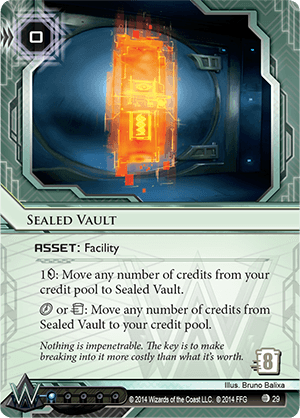 0
SEALED VAULT
ASSET: Facility
1: Move any number of credits from your
credit pool to Sealed Vault.
or : Move any number of credits from
Sealed Vault to your credit pool.
Nothing is impenetrable. The key is to make
breaking into it more costly than what it's worth.
8
Illus. Bruno Balixa
© 2014 Wizards of the Coast LLC. © 2014 FFG
29